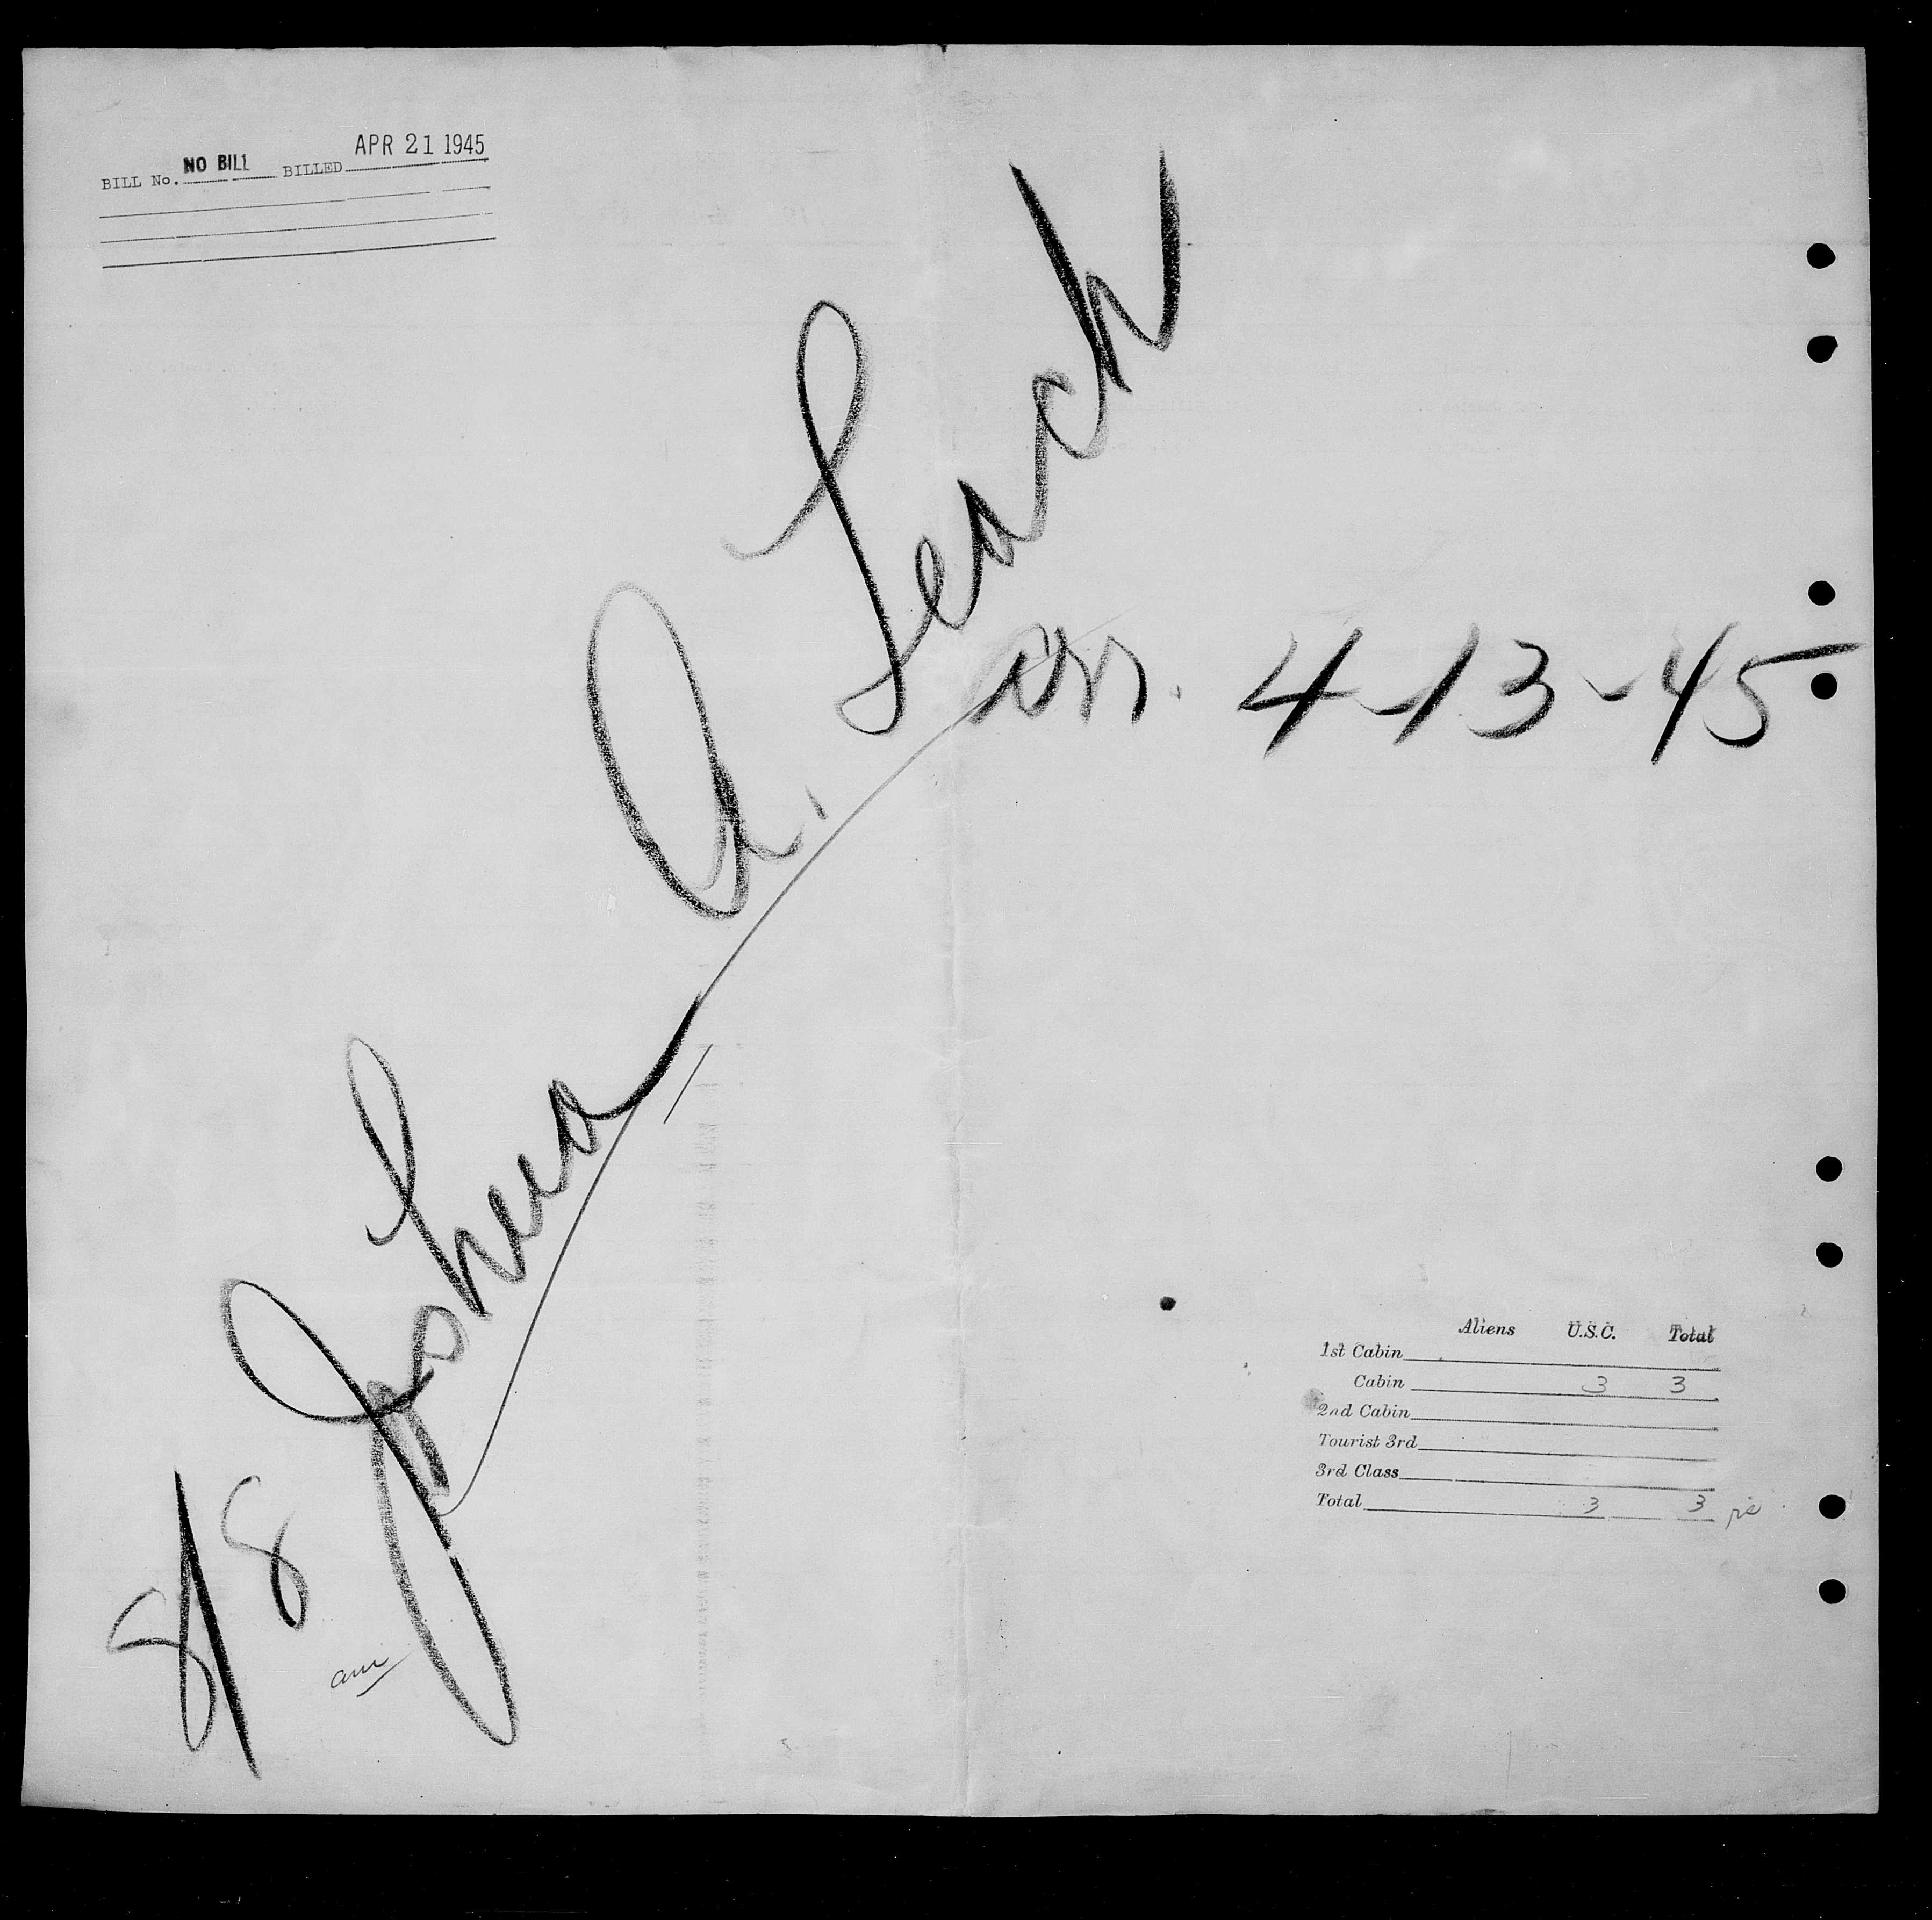 BILL No. NO BILL BILLED APR 21 1945
S/S Joshua A. Leach
arr. 4-13-45
Aliens U.S.C. Total
1st Cabin
Cabin 3 3
2nd Cabin
Tourist 3rd
3rd Class
Total 3 3